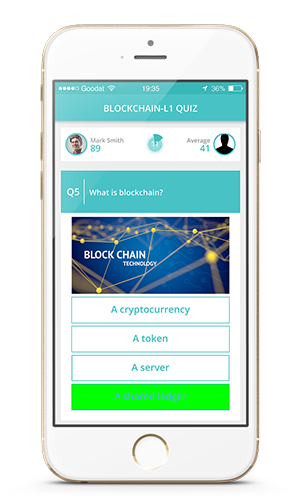 Goodat 19:35 36%
BLOCKCHAIN-L1 QUIZ
Mark Smith
89
11
Average
41
Q5 What is blockchain?
BLOCK CHAIN
TECHNOLOGY
A cryptocurrency
A token
A server
A shared ledger